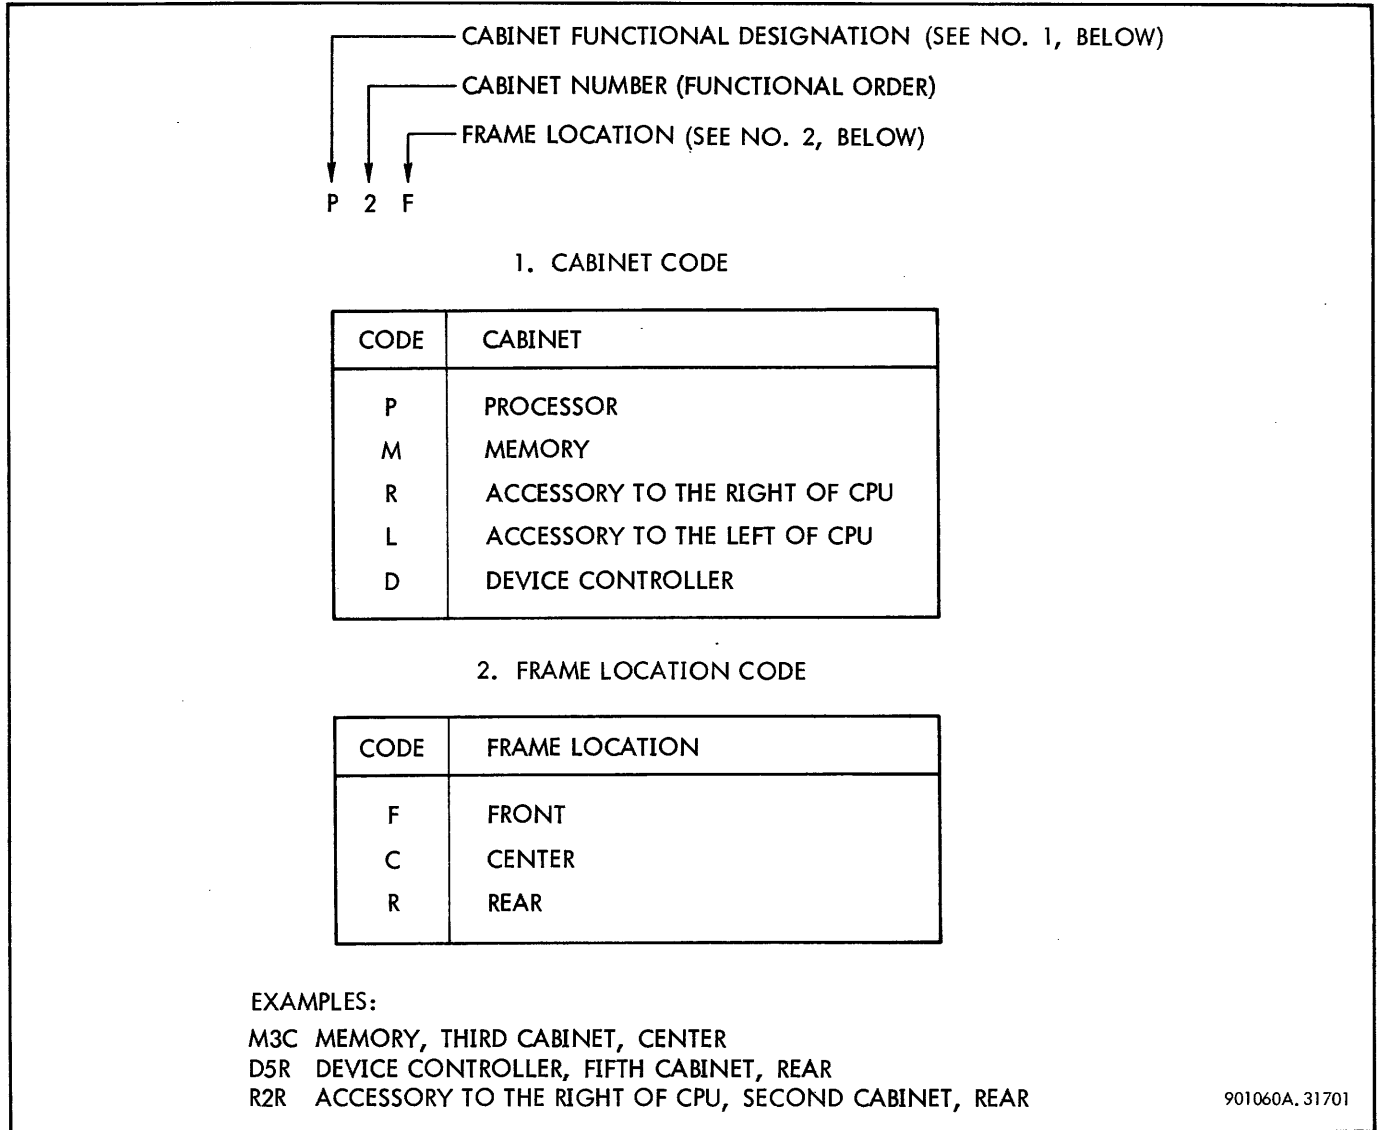 CABINET FUNCTIONAL DESIGNATION (SEE NO. 1, BELOW)
CABINET NUMBER (FUNCTIONAL ORDER)
FRAME LOCATION (SEE NO. 2, BELOW)
P 2 F
1. CABINET CODE
CODE CABINET
P PROCESSOR
M MEMORY
R ACCESSORY TO THE RIGHT OF CPU
L ACCESSORY TO THE LEFT OF CPU
D DEVICE CONTROLLER
2. FRAME LOCATION CODE
CODE FRAME LOCATION
F FRONT
C CENTER
R REAR
EXAMPLES:
M3C MEMORY, THIRD CABINET, CENTER
D5R DEVICE CONTROLLER, FIFTH CABINET, REAR
R2R ACCESSORY TO THE RIGHT OF CPU, SECOND CABINET, REAR
901060A.31701